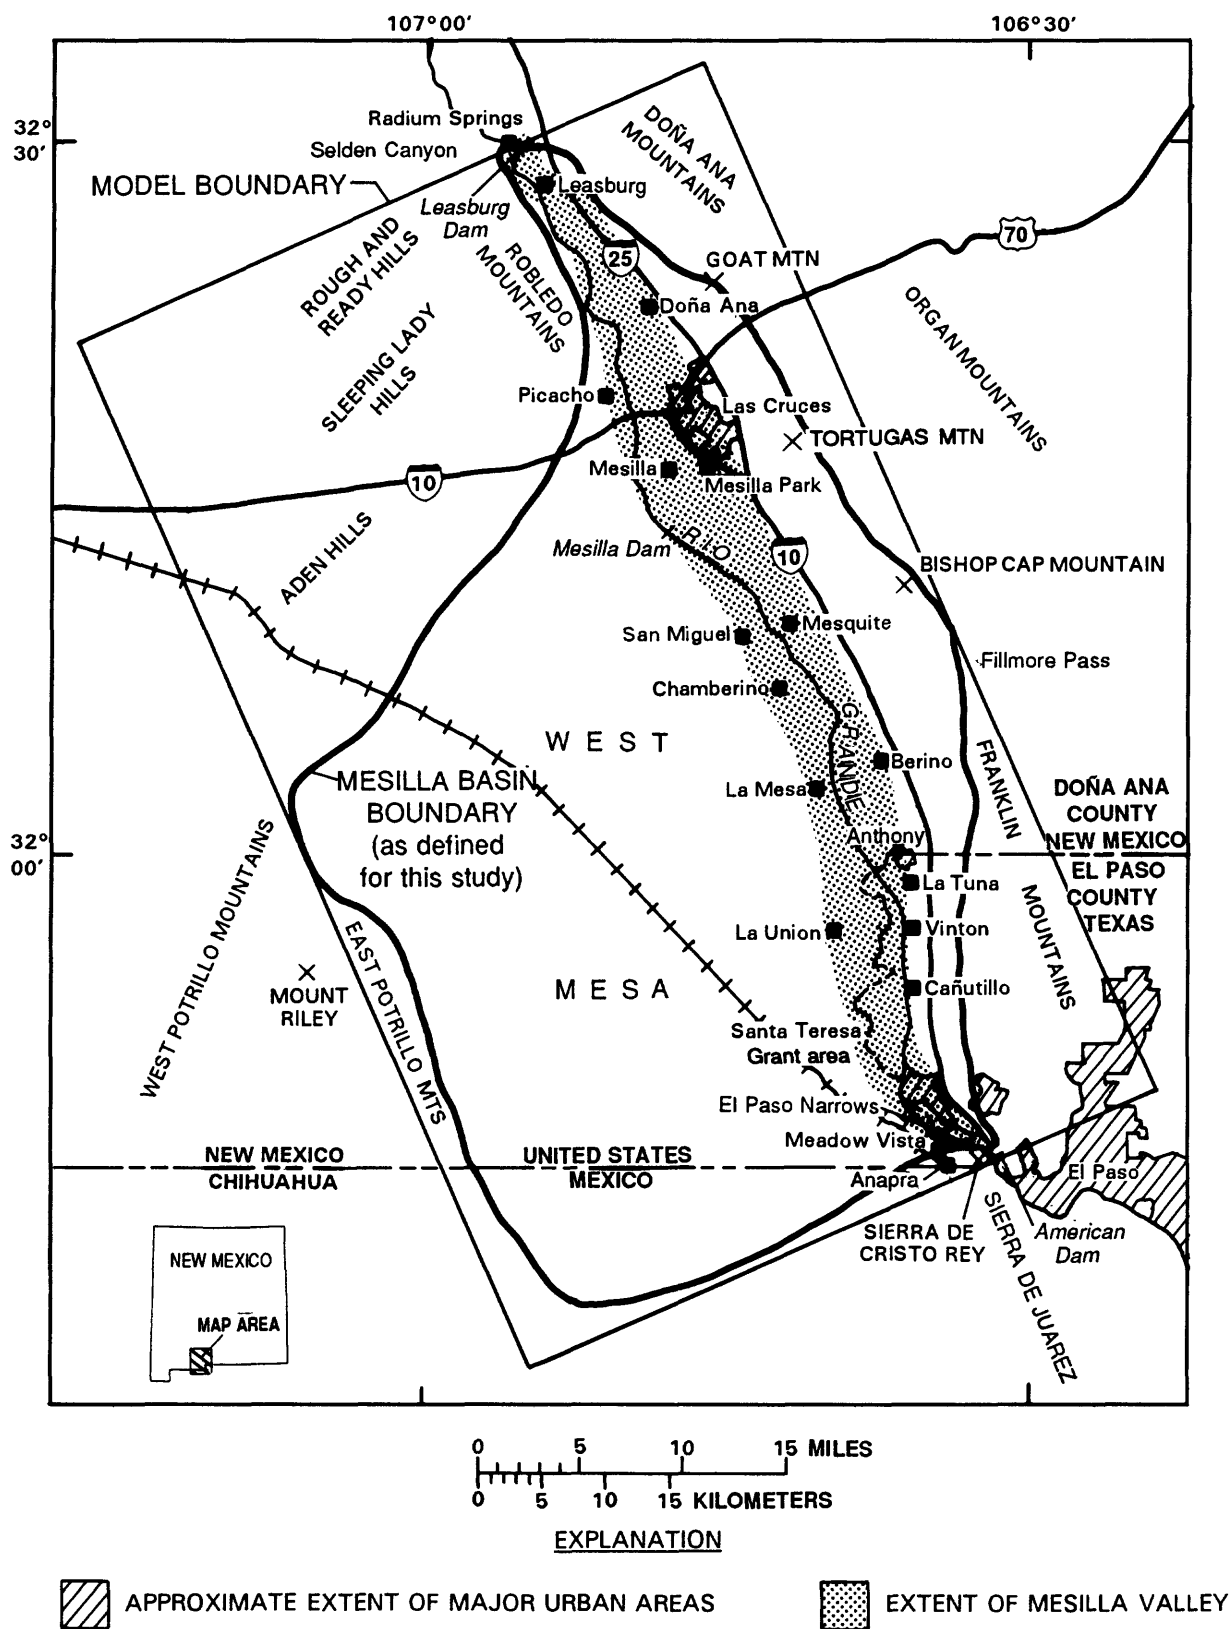 107°00'
106°30'
32°
30'
Radium Springs
Selden Canyon
MODEL BOUNDARY
Leasburg
Leasburg
Dam
DOÑA ANA
MOUNTAINS
ROUGH AND
READY HILLS
ROBLEDO
MOUNTAINS
25
70
GOAT MTN
Doña Ana
SLEEPING LADY
HILLS
ORGAN MOUNTAINS
Picacho
Las Cruces
TORTUGAS MTN
10
Mesilla
Mesilla Park
ADEN HILLS
Mesilla Dam
RIO
10
BISHOP CAP MOUNTAIN
San Miguel
Mesquite
Fillmore Pass
Chamberino
GRANDE
WEST
Berino
FRANKLIN
MESILLA BASIN
BOUNDARY
(as defined
for this study)
La Mesa
DOÑA ANA
COUNTY
NEW MEXICO
Anthony
32°
00'
EL PASO
COUNTY
TEXAS
La Tuna
MOUNTAINS
WEST POTRILLO MOUNTAINS
EAST POTRILLO MTS
La Union
Vinton
MOUNT
RILEY
MESA
Cañutillo
Santa Teresa
Grant area
El Paso Narrows
Meadow Vista
NEW MEXICO
CHIHUAHUA
UNITED STATES
MEXICO
Anapra
El Paso
SIERRA DE
CRISTO REY
SIERRA DE JUAREZ
American
Dam
NEW MEXICO
MAP AREA
0 5 10 15 MILES
0 5 10 15 KILOMETERS
EXPLANATION
APPROXIMATE EXTENT OF MAJOR URBAN AREAS
EXTENT OF MESILLA VALLEY